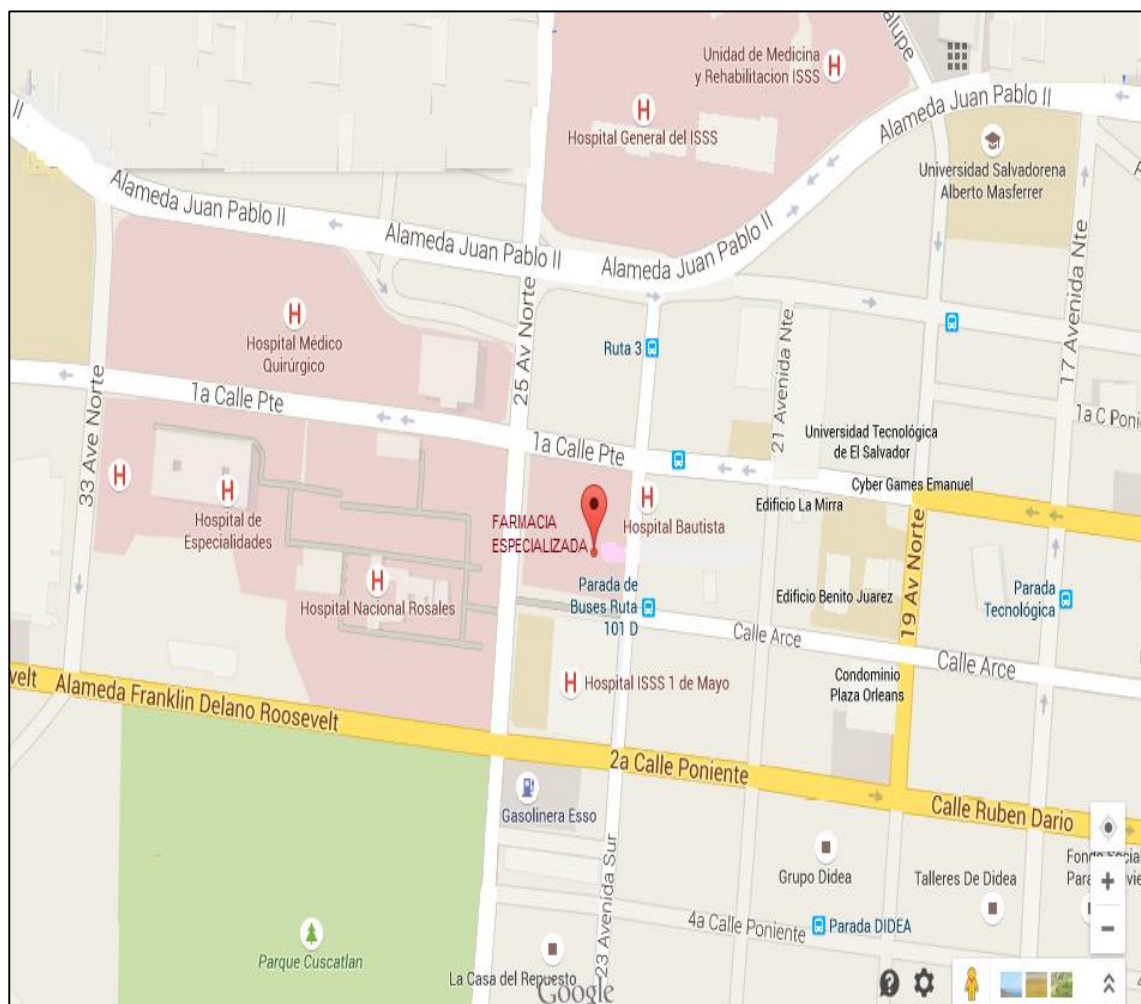 alupe
Unidad de Medicina
y Rehabilitacion ISSS
H
H
Hospital General del ISSS
Alameda Juan Pablo II
II
Universidad Salvadorena
Alberto Masferrer
Alameda Juan Pablo II
Alameda Juan Pablo II
Alameda Juan Pablo II
H
Hospital Médico
Quirúrgico
25 Av Norte
Ruta 3
21 Avenida Nte
17 Avenida Nte
1a Calle Pte
1a C Poni
33 Ave Norte
1a Calle Pte
Universidad Tecnológica
de El Salvador
Cyber Games Emanuel
H
H
Hospital de
Especialidades
FARMACIA
ESPECIALIZADA
H
Hospital Bautista
Edificio La Mirra
19 Av Norte
H
Hospital Nacional Rosales
Parada de
Buses Ruta
101 D
Edificio Benito Juarez
Parada
Tecnológica
Calle Arce
Calle Arce
H
Hospital ISSS 1 de Mayo
Condominio
Plaza Orleans
velt
Alameda Franklin Delano Roosevelt
2a Calle Poniente
Calle Ruben Dario
Gasolinera Esso
23 Avenida Sur
Grupo Didea
Talleres De Didea
Fondo Social
Para
vie
4a Calle Poniente
Parada DIDEA
Parque Cuscatlan
La Casa del Repuesto
Google